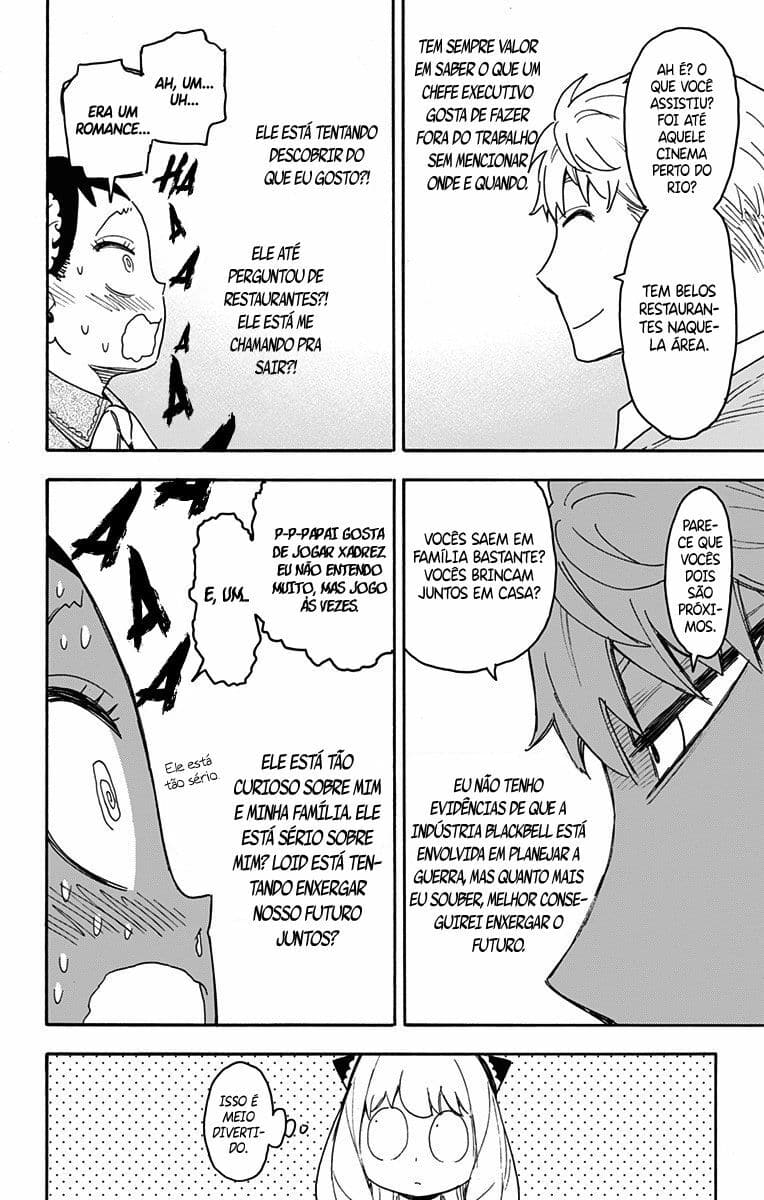 AH É? O
QUE VOCÊ
ASSISTIU?
FOI ATÉ
AQUELE
CINEMA
PERTO DO
RIO?
TEM BELOS
RESTAURAN-
TES NAQUE-
LA ÁREA.
TEM SEMPRE VALOR
EM SABER O QUE UM
CHEFE EXECUTIVO
GOSTA DE FAZER
FORA DO TRABALHO
SEM MENCIONAR
ONDE E QUANDO.
AH, UM...
UH...
ERA UM
ROMANCE...
ELE ESTÁ TENTANDO
DESCOBRIR DO
QUE EU GOSTO?!
ELE ATÉ
PERGUNTOU DE
RESTAURANTES?!
ELE ESTÁ ME
CHAMANDO PRA
SAIR?!
HA
A
A
A
A
A
PARE-
CE QUE
VOCÊS
DOIS
SÃO
PRÓXI-
MOS.
VOCÊS SAEM EM
FAMÍLIA BASTANTE?
VOCÊS BRINCAM
JUNTOS EM CASA?
EU NÃO TENHO
EVIDÊNCIAS DE QUE A
INDÚSTRIA BLACKBELL ESTÁ
ENVOLVIDA EM PLANEJAR A
GUERRA, MAS QUANTO MAIS
EU SOUBER, MELHOR CONSE-
GUIREI ENXERGAR O
FUTURO.
P-P-PAPAI GOSTA
DE JOGAR XADREZ
EU NÃO ENTENDO
MUITO, MAS JOGO
ÀS VEZES.
E, UM...
A
A
A
A
A
Ele está
tão sério.
ELE ESTÁ TÃO
CURIOSO SOBRE MIM
E MINHA FAMÍLIA. ELE
ESTÁ SÉRIO SOBRE
MIM? LOID ESTÁ TEN-
TANDO ENXERGAR
NOSSO FUTURO
JUNTOS?
ISSO É
MEIO
DIVERTI-
DO.